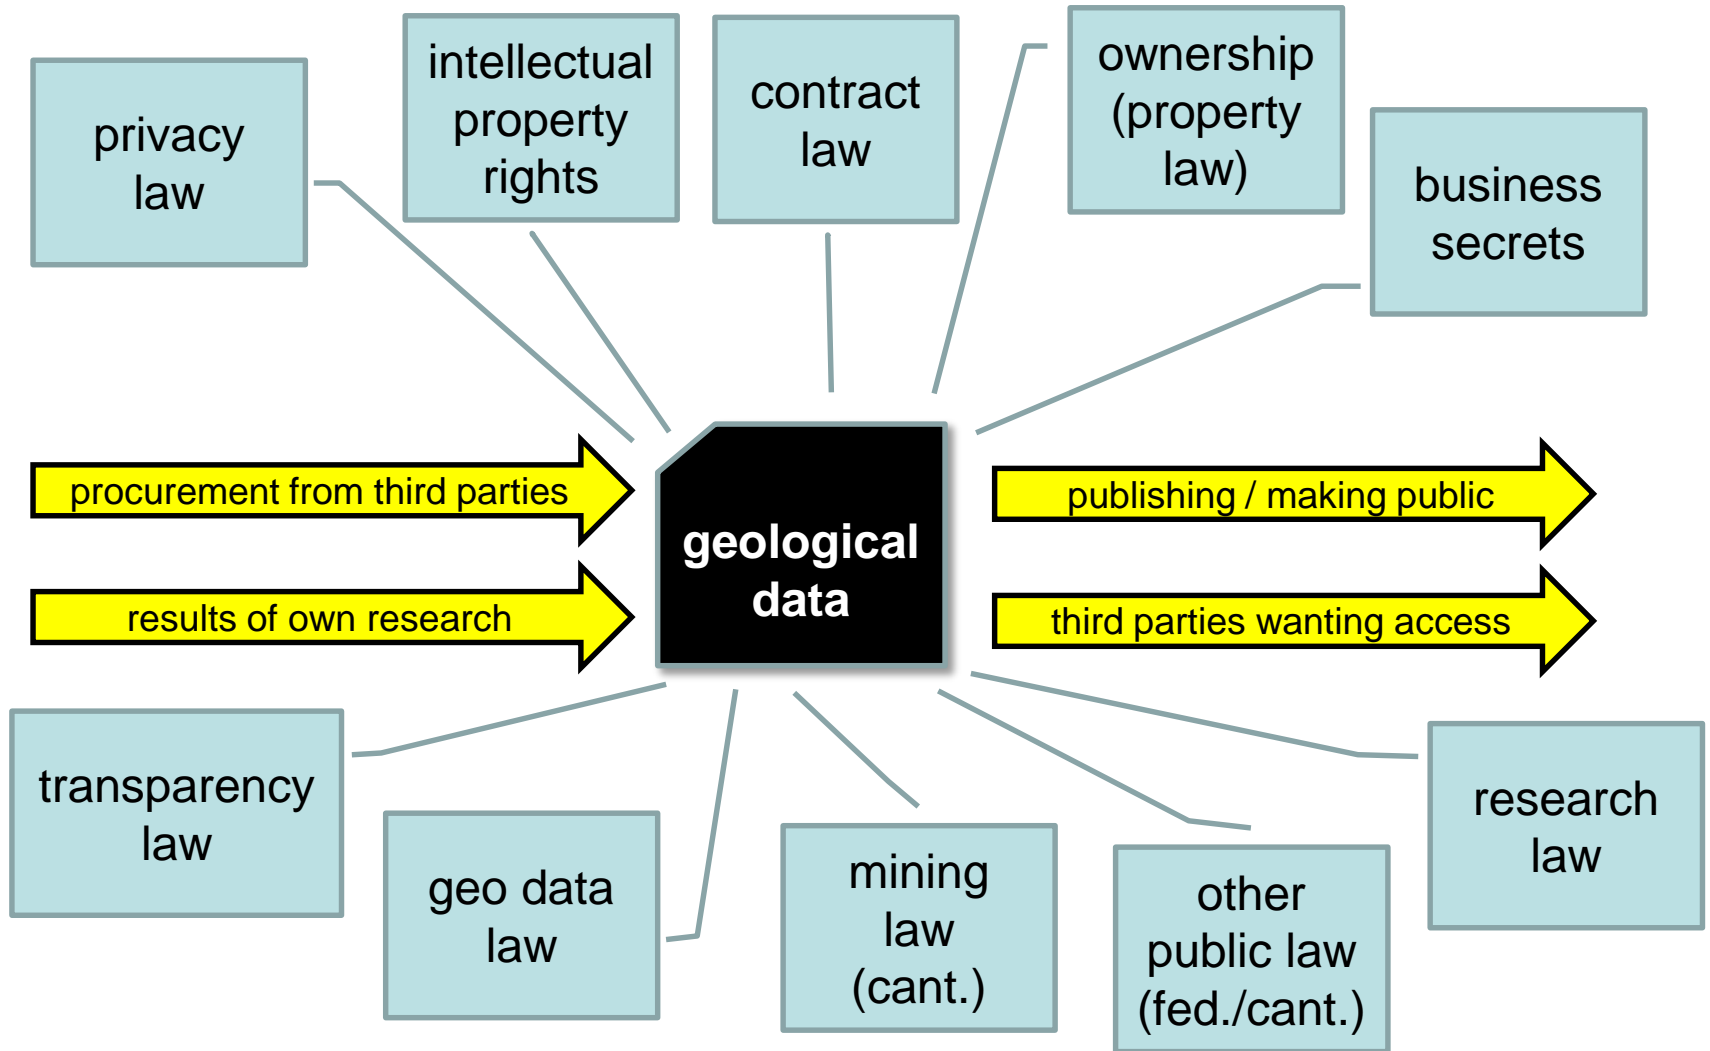 privacy
law
intellectual
property
rights
contract
law
ownership
(property
law)
business
secrets
procurement from third parties
results of own research
geological
data
publishing / making public
third parties wanting access
transparency
law
geo data
law
mining
law
(cant.)
other
public law
(fed./cant.)
research
law